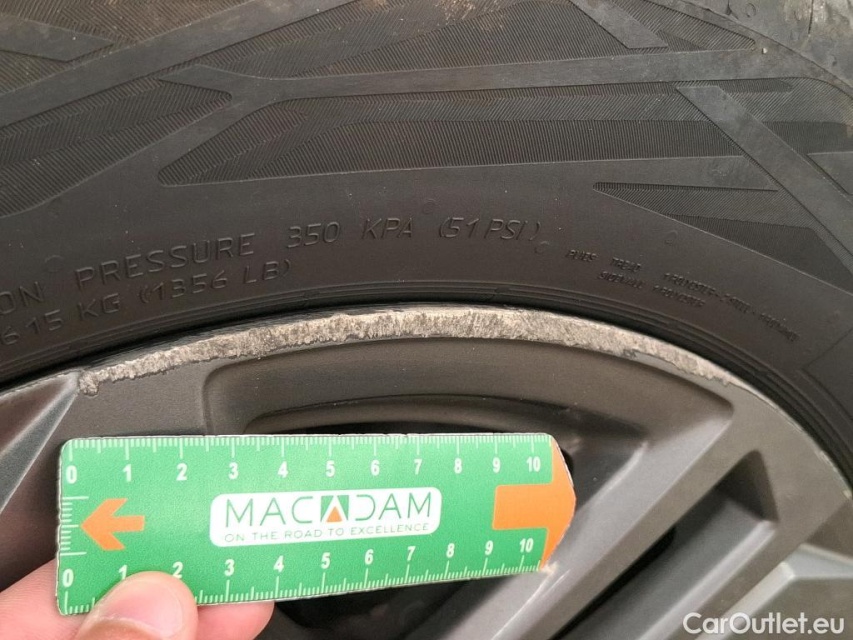 ON PRESSURE 350 KPA (51 PSI)
615 KG (1356 LB)
0 1 2 3 4 5 6 7 8 9 10
MACADAM
ON THE ROAD TO EXCELLENCE
0 1 2 3 4 5 6 7 8 9 10
CarOutlet.eu